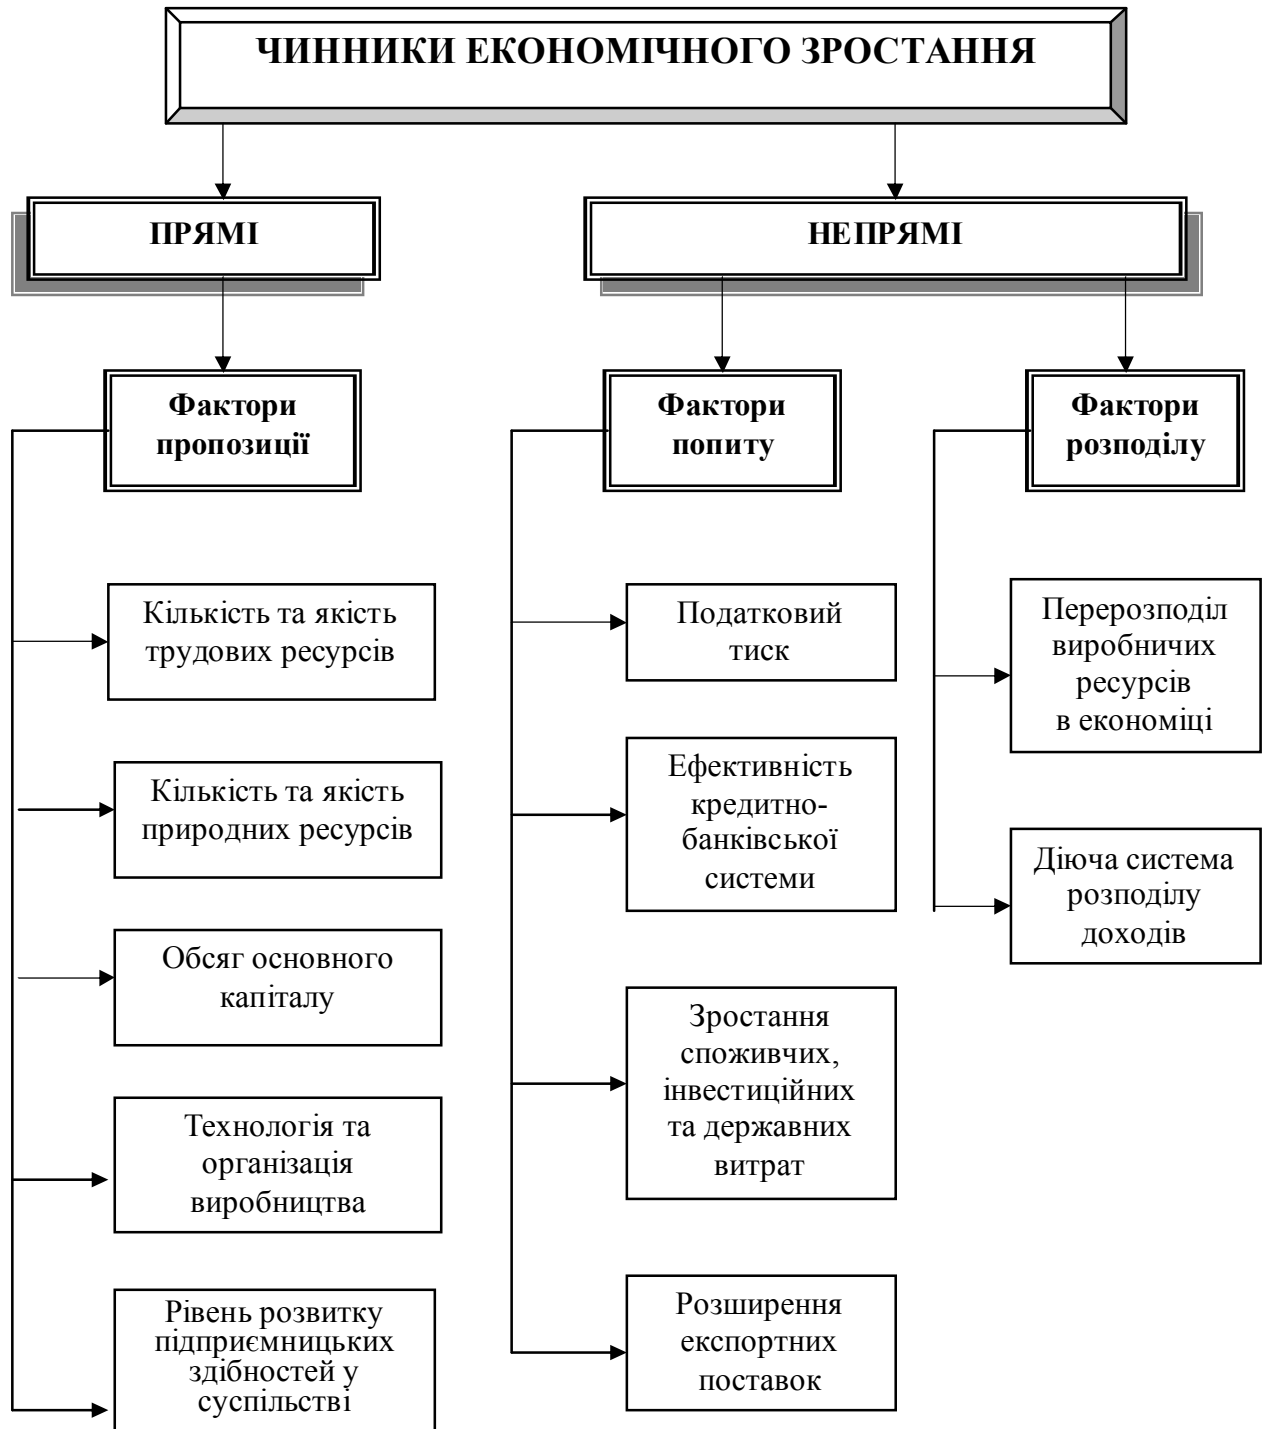 ЧИННИКИ ЕКОНОМІЧНОГО ЗРОСТАННЯ
ПРЯМІ
НЕПРЯМІ
Фактори
пропозиції
Фактори
попиту
Фактори
розподілу
Кількість та якість
трудових ресурсів
Кількість та якість
природних ресурсів
Обсяг основного
капіталу
Технологія та
організація
виробництва
Рівень розвитку
підприємницьких
здібностей у
суспільстві
Податковий
тиск
Ефективність
кредитно-
банківської
системи
Зростання
споживчих,
інвестиційних
та державних
витрат
Розширення
експортних
поставок
Перерозподіл
виробничих
ресурсів
в економіці
Діюча система
розподілу
доходів